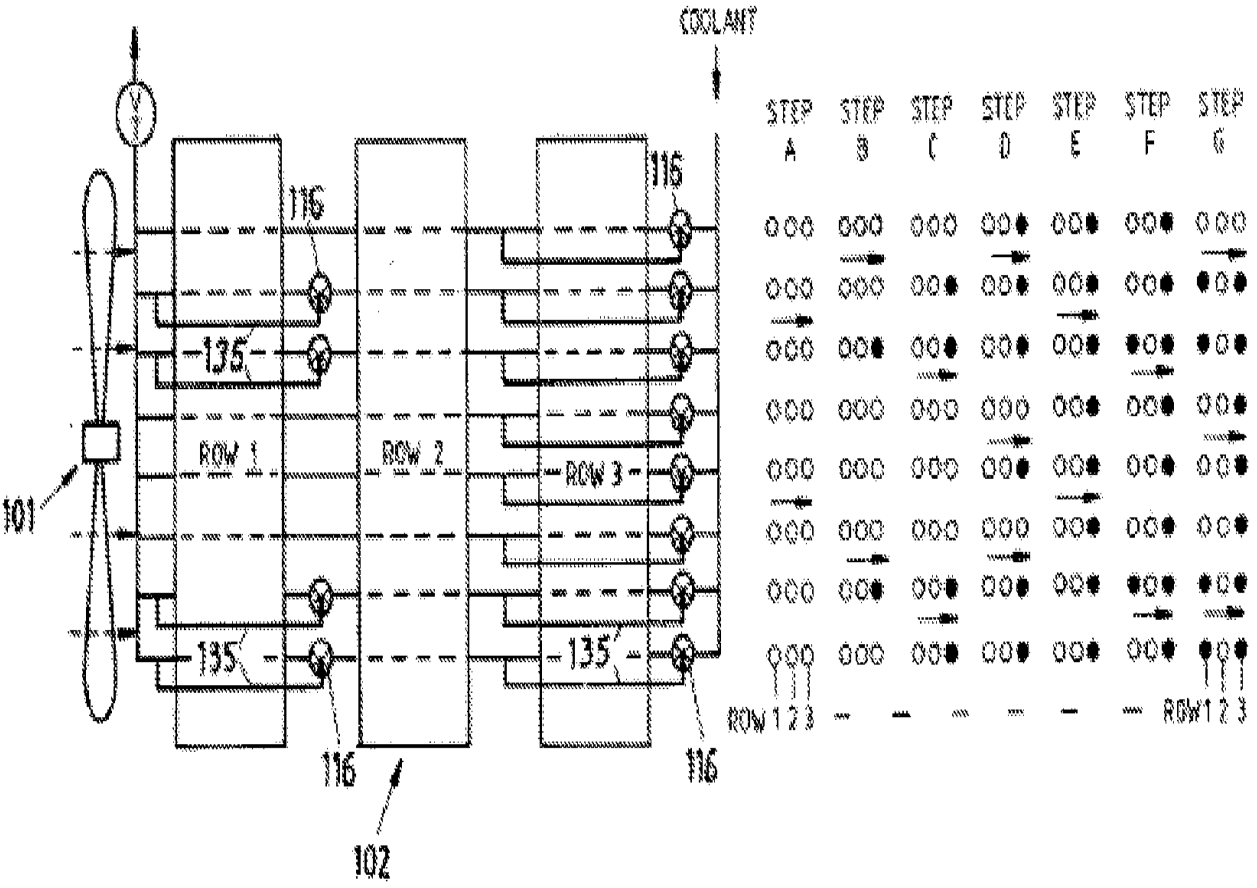 COOLANT
STEP STEP STEP STEP STEP STEP STEP
A B C D E F G
V
116
116
135
ROW 1
ROW 2
ROW 3
101
135
135
ROW 1 2 3
ROW 1 2 3
116
116
102